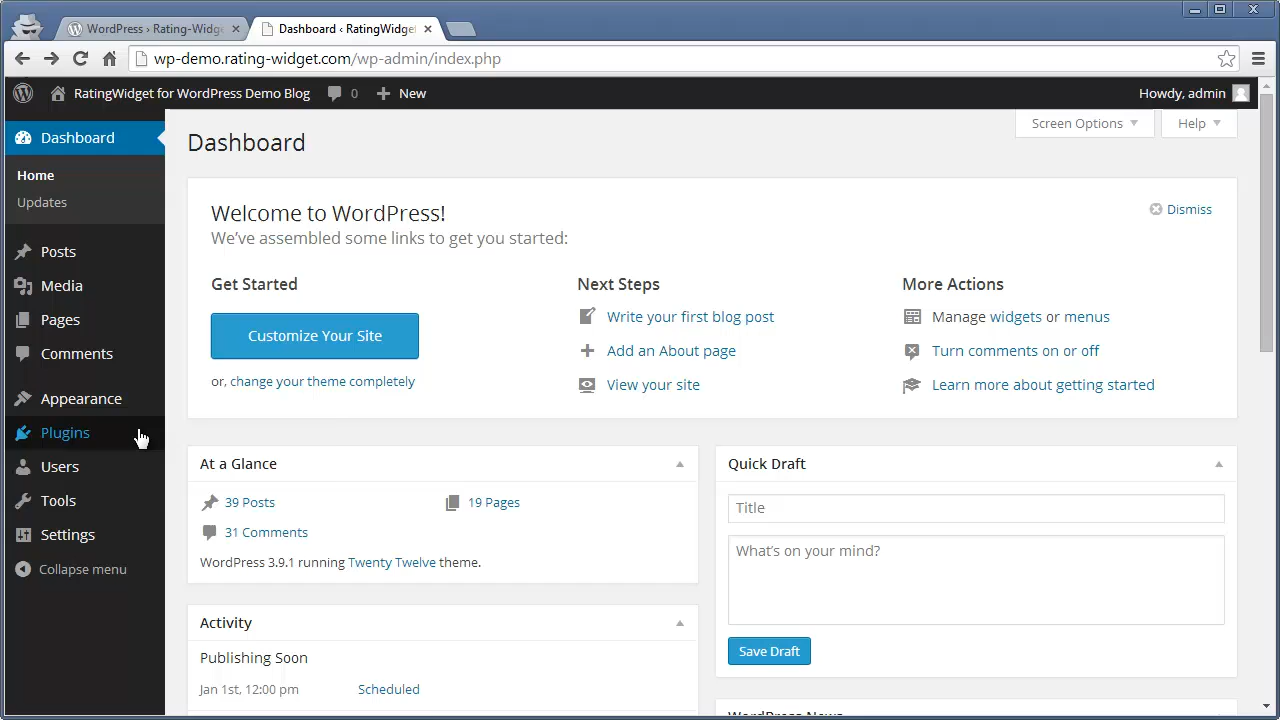 WordPress › Rating-Widg
Dashboard ‹ RatingWidget
wp-demo.rating-widget.com/wp-admin/index.php
RatingWidget for WordPress Demo Blog
0
New
Howdy, admin
Dashboard
Home
Updates
Posts
Media
Pages
Comments
Appearance
Plugins
Users
Tools
Settings
Collapse menu
Dashboard
Screen Options
Help
Welcome to WordPress!
We've assembled some links to get you started:
Dismiss
Get Started
Customize Your Site
or, change your theme completely
Next Steps
Write your first blog post
Add an About page
View your site
More Actions
Manage widgets or menus
Turn comments on or off
Learn more about getting started
At a Glance
39 Posts
19 Pages
31 Comments
WordPress 3.9.1 running Twenty Twelve theme.
Activity
Publishing Soon
Jan 1st, 12:00 pm
Scheduled
Quick Draft
Title
What's on your mind?
Save Draft
WordPress News